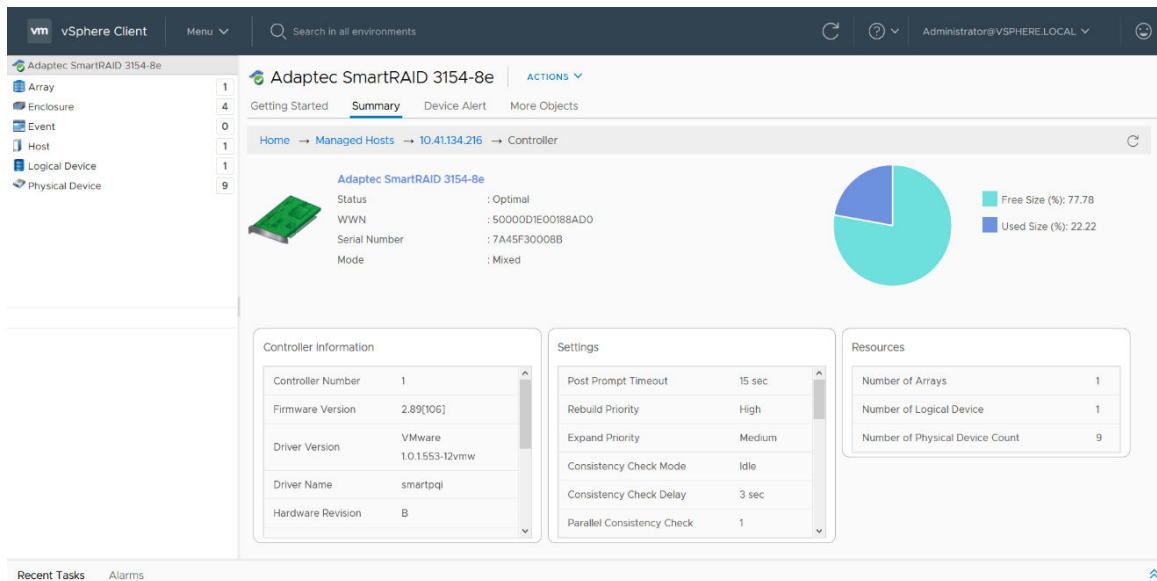 vm vSphere Client Menu Search in all environments Administrator@VSPHERE.LOCAL
Adaptec SmartRAID 3154-8e
Array 1
Enclosure 4
Event 0
Host 1
Logical Device 1
Physical Device 9
Adaptec SmartRAID 3154-8e ACTIONS
Getting Started Summary Device Alert More Objects
Home → Managed Hosts → 10.41.134.216 → Controller
Adaptec SmartRAID 3154-8e
Status : Optimal
WWN : 50000D1E00188AD0
Serial Number : 7A45F30008B
Mode : Mixed
Free Size (%): 77.78
Used Size (%): 22.22
Controller Information
Controller Number 1
Firmware Version 2.89[106]
Driver Version VMware
1.0.1.553-12vmw
Driver Name smartpqi
Hardware Revision B
Settings
Post Prompt Timeout 15 sec
Rebuild Priority High
Expand Priority Medium
Consistency Check Mode Idle
Consistency Check Delay 3 sec
Parallel Consistency Check 1
Resources
Number of Arrays 1
Number of Logical Device 1
Number of Physical Device Count 9
Recent Tasks Alarms